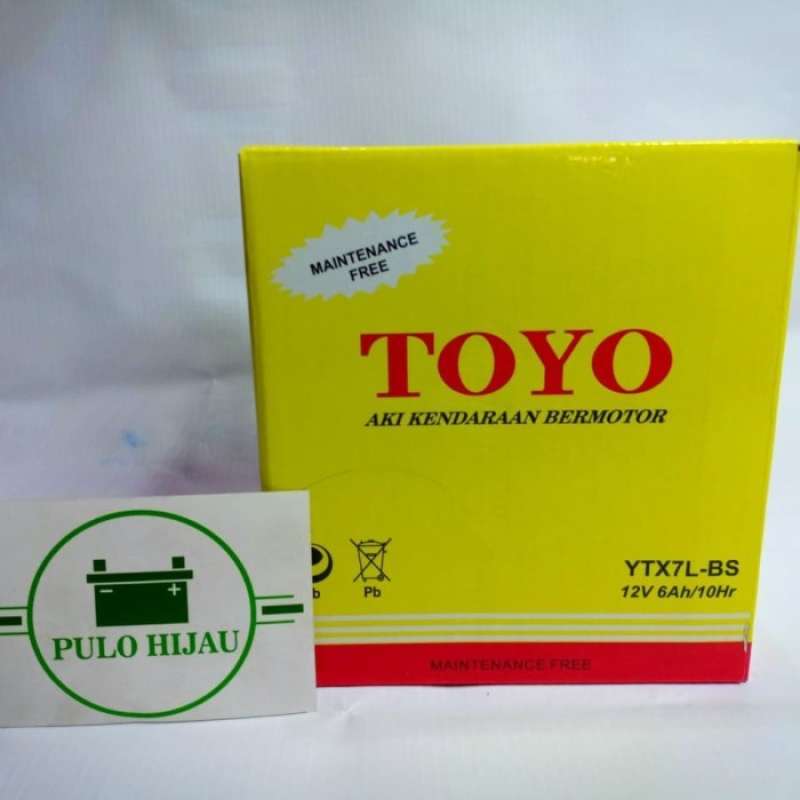 MAINTENANCE
FREE
TOYO
AKI KENDARAAN BERMOTOR
Pb
YTX7L-BS
12V 6Ah/10Hr
MAINTENANCE FREE
PULO HIJAU